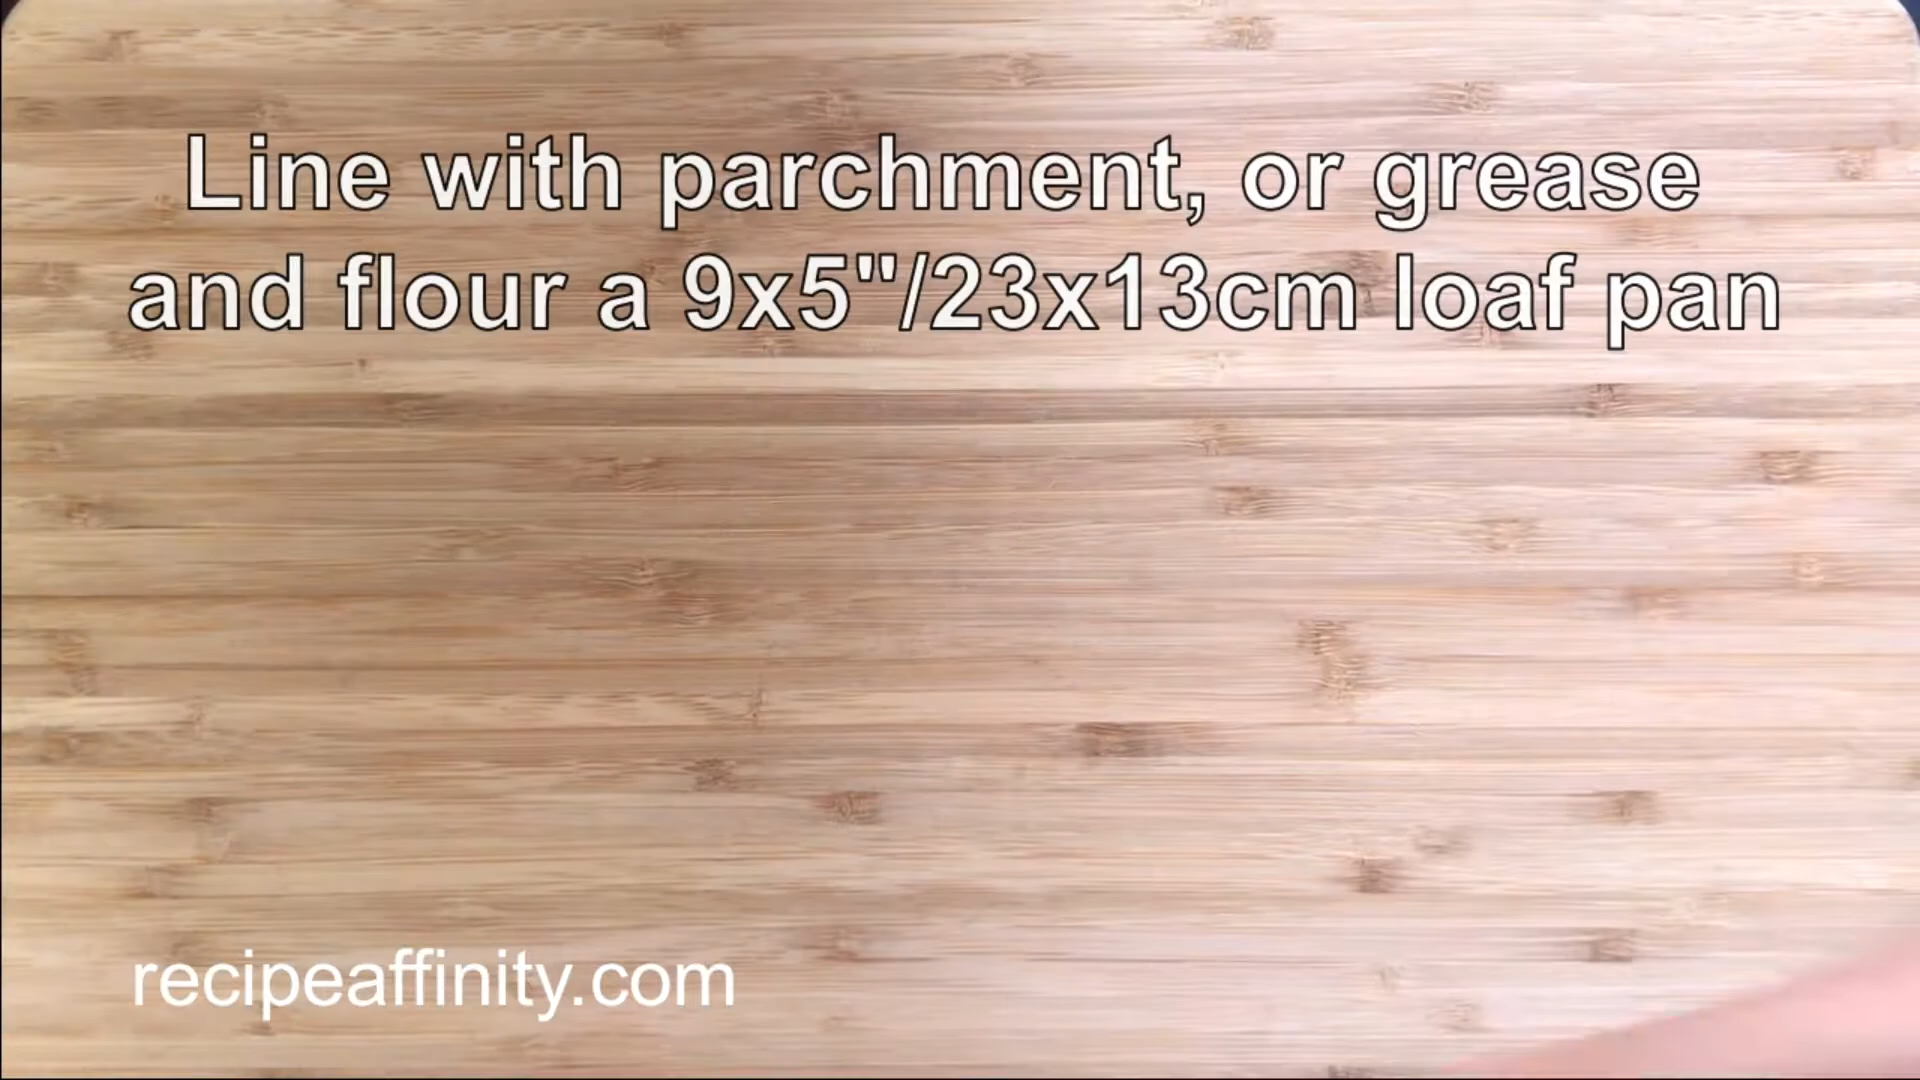 Line with parchment, or grease
and flour a 9x5"/23x13cm loaf pan
recipeaffinity.com